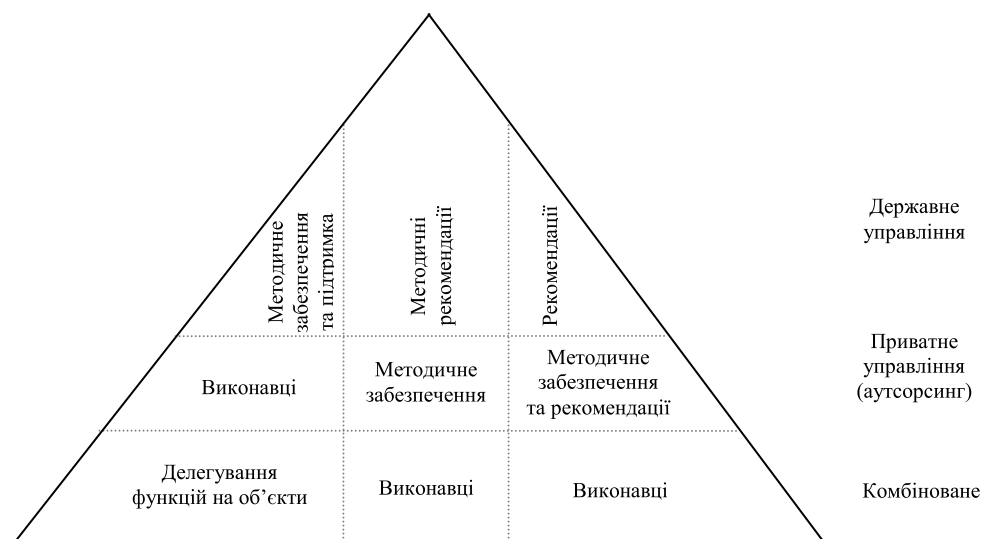 Методичне
забезпечення
та підтримка
Методичні
рекомендації
Рекомендації
Державне
управління
Виконавці
Методичне
забезпечення
Методичне
забезпечення
та рекомендації
Приватне
управління
(аутсорсинг)
Делегування
функцій на об’єкти
Виконавці
Виконавці
Комбіноване